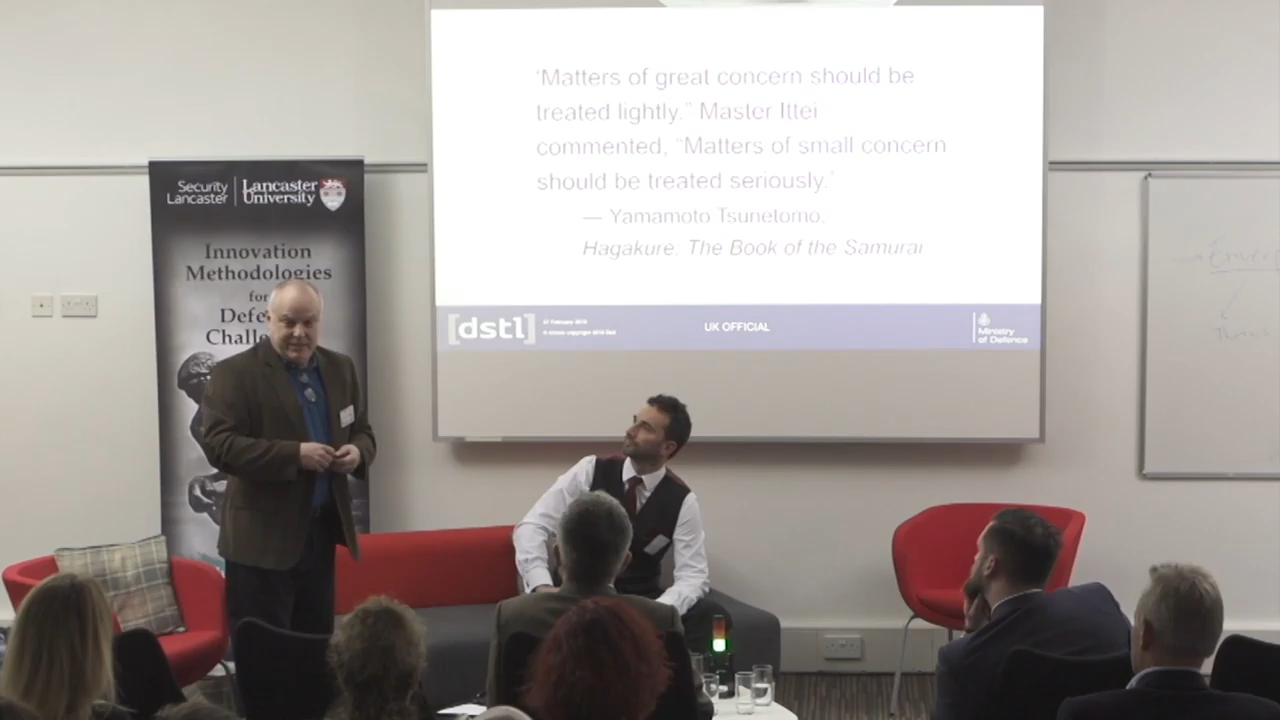 'Matters of great concern should be
treated lightly." Master Ittei
commented, "Matters of small concern
should be treated seriously.'
— Yamamoto Tsunetomo,
Hagakure: The Book of the Samurai
[dstl]
UK OFFICIAL
Ministry
of Defence
Security
Lancaster
Lancaster
University
Innovation
Methodologies
for
Defe
Challe